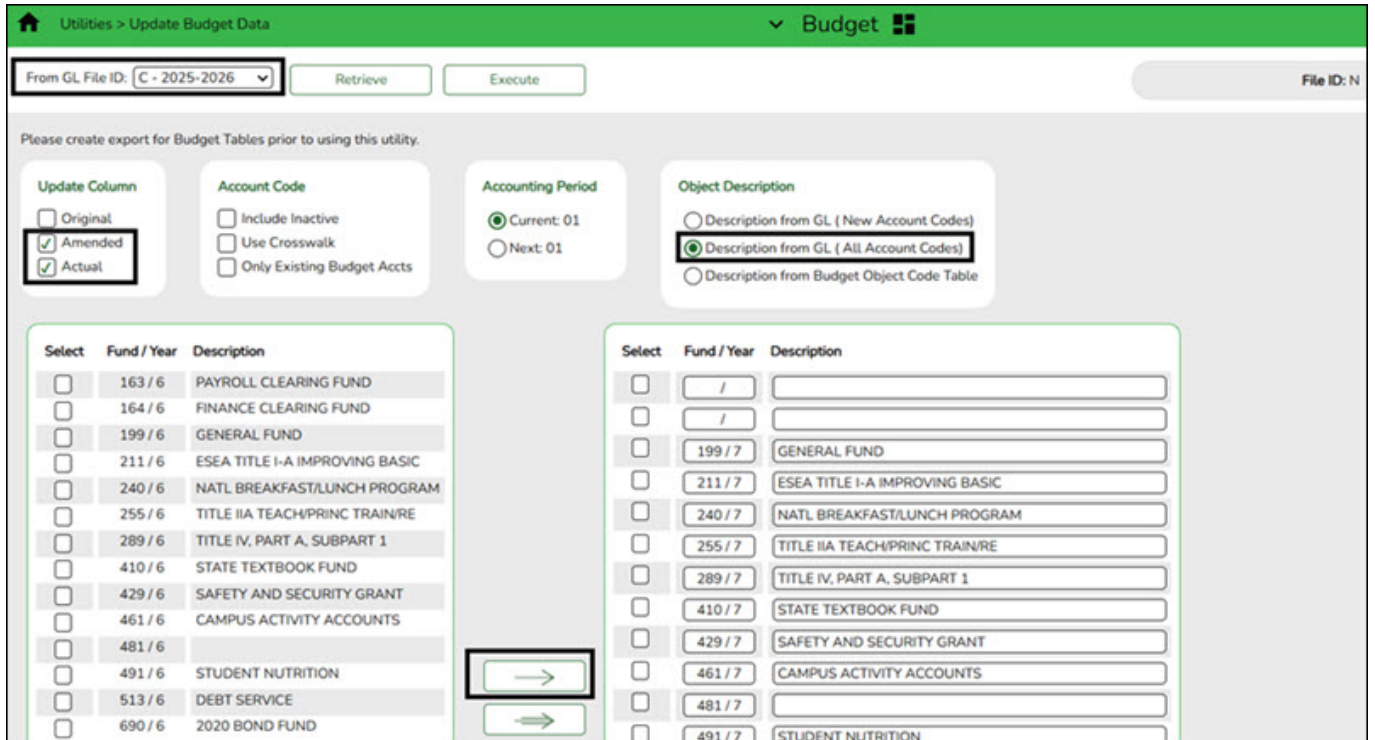 Utilities > Update Budget Data
Budget
From GL File ID: C - 2025-2026
Retrieve
Execute
File ID: N
Please create export for Budget Tables prior to using this utility.
Update Column
Original
Amended
Actual
Account Code
Include Inactive
Use Crosswalk
Only Existing Budget Accts
Accounting Period
Current: 01
Next: 01
Object Description
Description from GL ( New Account Codes)
Description from GL ( All Account Codes)
Description from Budget Object Code Table
Select Fund / Year Description
163 / 6 PAYROLL CLEARING FUND
164 / 6 FINANCE CLEARING FUND
199 / 6 GENERAL FUND
211 / 6 ESEA TITLE I-A IMPROVING BASIC
240 / 6 NATL BREAKFAST/LUNCH PROGRAM
255 / 6 TITLE IIA TEACH/PRINC TRAIN/RE
289 / 6 TITLE IV, PART A, SUBPART 1
410 / 6 STATE TEXTBOOK FUND
429 / 6 SAFETY AND SECURITY GRANT
461 / 6 CAMPUS ACTIVITY ACCOUNTS
481 / 6
491 / 6 STUDENT NUTRITION
513 / 6 DEBT SERVICE
690 / 6 2020 BOND FUND
Select Fund / Year Description
/
/
199 / 7 GENERAL FUND
211 / 7 ESEA TITLE I-A IMPROVING BASIC
240 / 7 NATL BREAKFAST/LUNCH PROGRAM
255 / 7 TITLE IIA TEACH/PRINC TRAIN/RE
289 / 7 TITLE IV, PART A, SUBPART 1
410 / 7 STATE TEXTBOOK FUND
429 / 7 SAFETY AND SECURITY GRANT
461 / 7 CAMPUS ACTIVITY ACCOUNTS
481 / 7
491 / 7 STUDENT NUTRITION